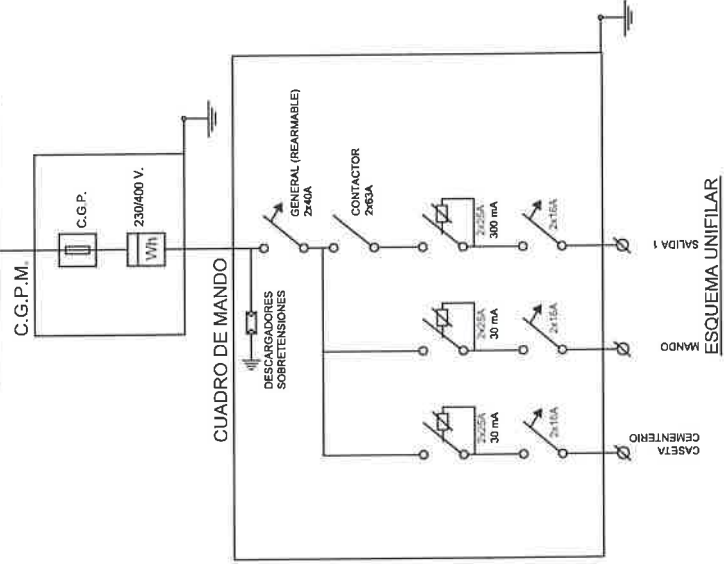 C.G.P.M.
C.G.P.
230/400 V.
Wh
CUADRO DE MANDO
DESCARGADORES
SOBRETENSIONES
GENERAL (REARMABLE)
2x40A
CONTACTOR
2x63A
2x25A
30 mA
2x25A
30 mA
2x25A
300 mA
2x16A
2x16A
2x16A
CASETA
CEMENTERIO
MANDO
SALIDA 1
ESQUEMA UNIFILAR